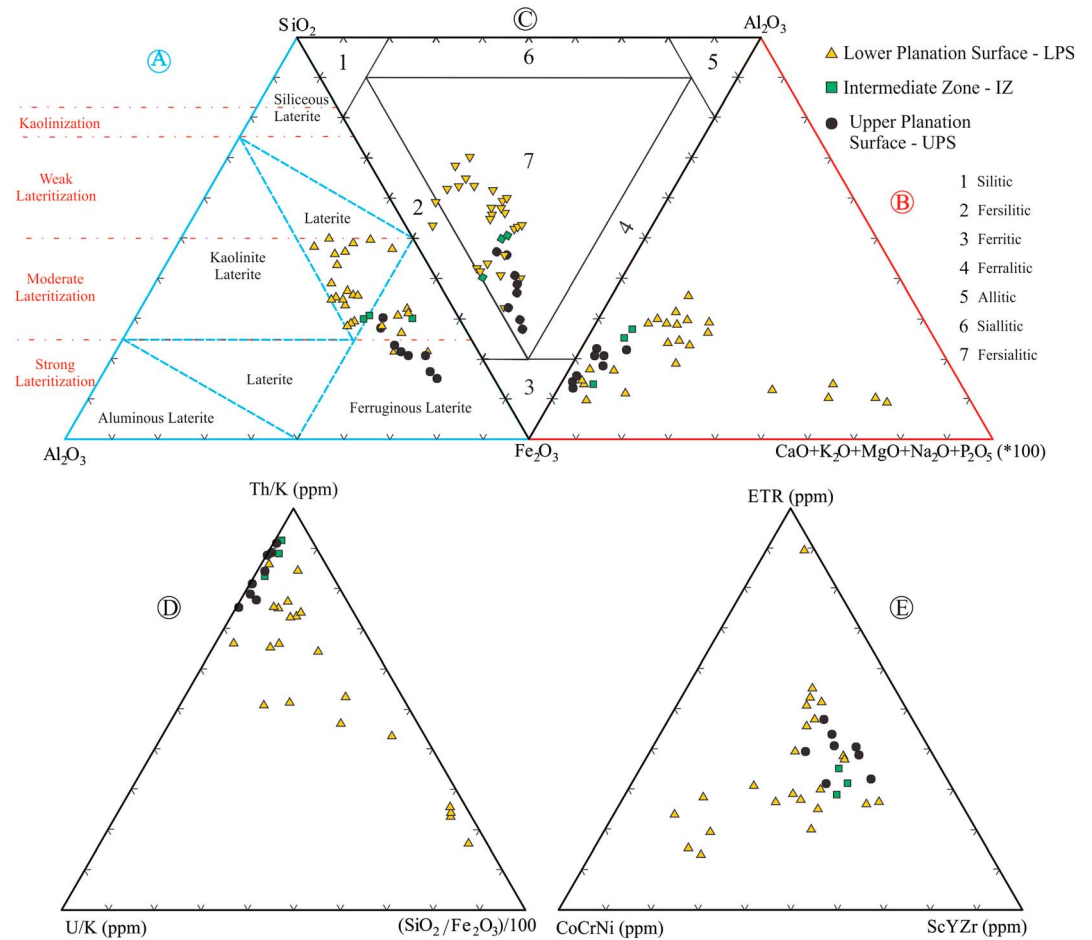 SiO₂
Ⓒ
Al₂O₃
Ⓐ
1
6
5
Lower Planation Surface - LPS
Intermediate Zone - IZ
Upper Planation
Surface - UPS
Kaolinization
Siliceous
Laterite
7
Weak
Lateritization
1 Silitic
2 Fersilitic
3 Ferritic
4 Ferralitic
5 Allitic
6 Siallitic
7 Fersialitic
Ⓑ
Laterite
2
4
Kaolinite
Laterite
Moderate
Lateritization
Strong
Lateritization
Laterite
3
Aluminous Laterite
Ferruginous Laterite
Al₂O₃
Fe₂O₃
CaO+K₂O+MgO+Na₂O+P₂O₅ (*100)
Th/K (ppm)
ETR (ppm)
Ⓓ
Ⓔ
U/K (ppm)
(SiO₂/Fe₂O₃)/100
CoCrNi (ppm)
ScYZr (ppm)